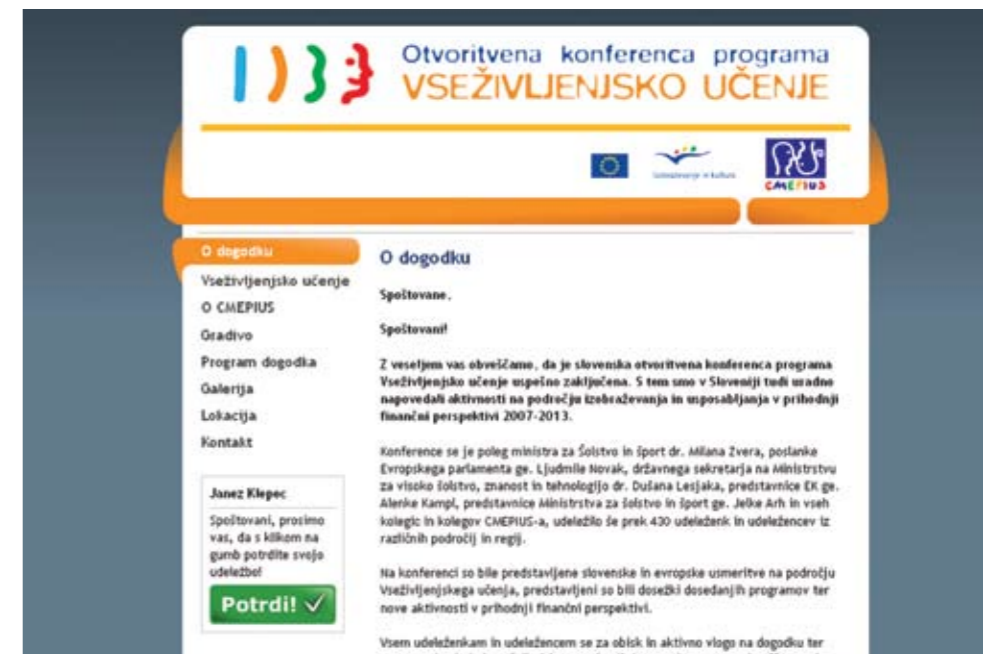 Otvoritvena konferenca programa
VSEŽIVLJENJSKO UČENJE
Izobraževanje in kultura
CMEPIUS
O dogodku
Vseživljenjsko učenje
O CMEPIUS
Gradivo
Program dogodka
Galerija
Lokacija
Kontakt
Janez Klepec
Spoštovani, prosimo
vas, da s klikom na
gumb potrdite svojo
udeležbo!
Potrdi!
O dogodku
Spoštovane,
Spoštovani!
Z veseljem vas obveščamo, da je slovenska otvoritvena konferenca programa
Vseživljenjsko učenje uspešno zaključena. S tem smo v Sloveniji tudi uradno
napovedali aktivnosti na področju izobraževanja in usposabljanja v prihodnji
finančni perspektivi 2007-2013.
Konference se je poleg ministra za Šolstvo in šport dr. Milana Zvera, poslanke
Evropskega parlamenta ge. Ljudmile Novak, državnega sekretarja na Ministrstvu
za visoko šolstvo, znanost in tehnologijo dr. Dušana Lesjaka, predstavnice EK ge.
Alenke Kampl, predstavnice Ministrstva za šolstvo in šport ge. Jelke Arh in vseh
kolegic in kolegov CMEPIUS-a, udeležilo še prek 430 udeleženk in udeležencev iz
različnih področij in regij.
Na konferenci so bile predstavljene slovenske in evropske usmeritve na področju
Vseživljenjskega učenja, predstavljeni so bili dosežki dosedanjih programov ter
nove aktivnosti v prihodnji finančni perspektivi.
Vsem udeleženkam in udeležencem se za obisk in aktivno vlogo na dogodku ter